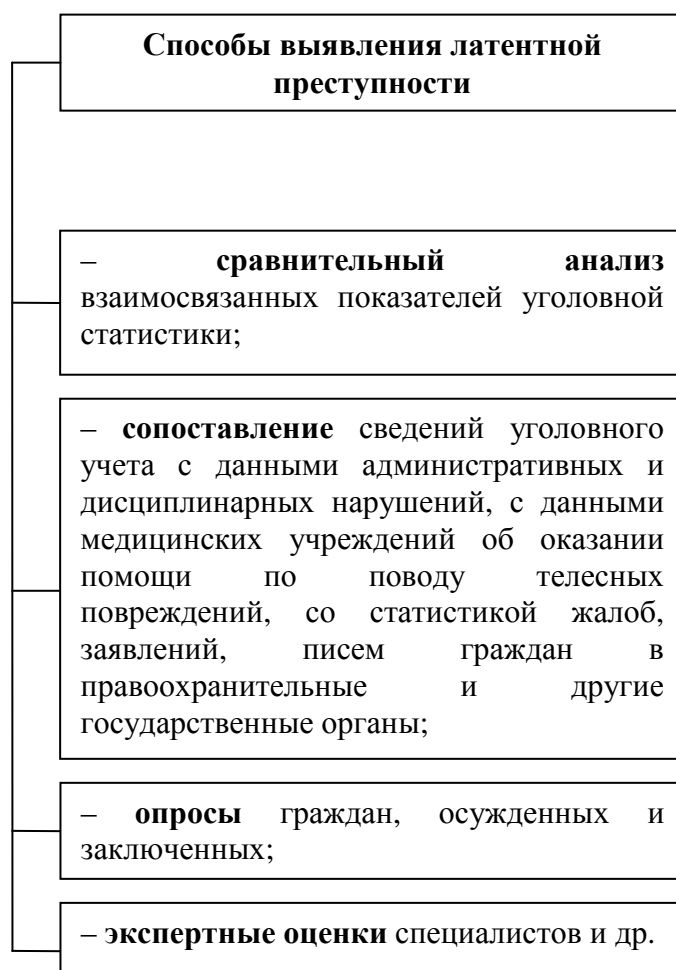 Способы выявления латентной
преступности
– сравнительный анализ
взаимосвязанных показателей уголовной
статистики;
– сопоставление сведений уголовного
учета с данными административных и
дисциплинарных нарушений, с данными
медицинских учреждений об оказании
помощи по поводу телесных
повреждений, со статистикой жалоб,
заявлений, писем граждан в
правоохранительные и другие
государственные органы;
– опросы граждан, осужденных и
заключенных;
– экспертные оценки специалистов и др.